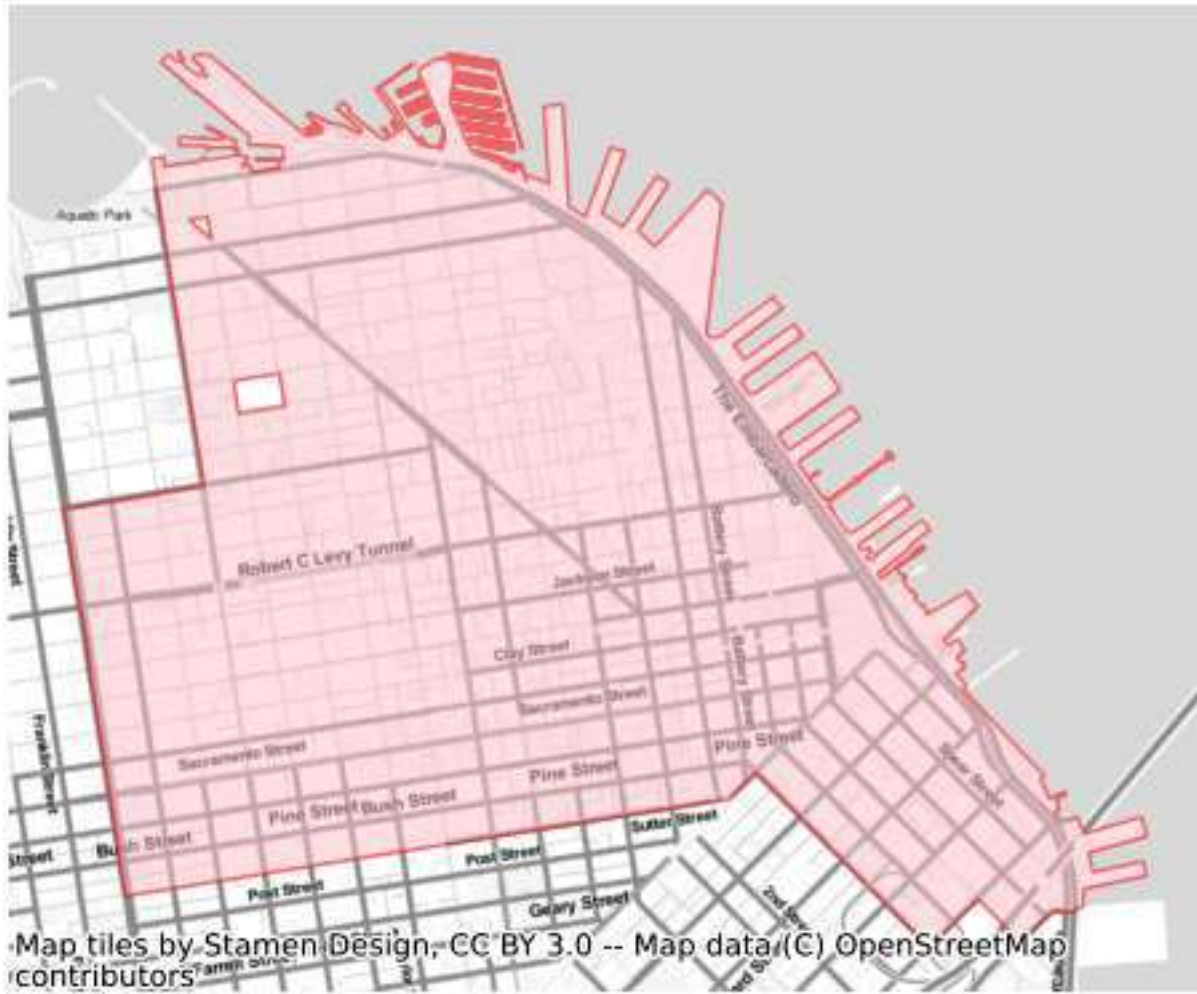 Aquatic Park
The Embarcadero
Battery Street
Robert C Levy Tunnel
Jackson Street
Clay Street
Battery Street
Sacramento Street
Franklin Street
Sacramento Street
Pine Street
Pine Street
Spear Street
Pine Street
Bush Street
Bush Street
Street
Sutter Street
Post Street
Post Street
Geary Street
2nd
Map tiles by Stamen Design, CC BY 3.0 -- Map data (C) OpenStreetMap
contributors